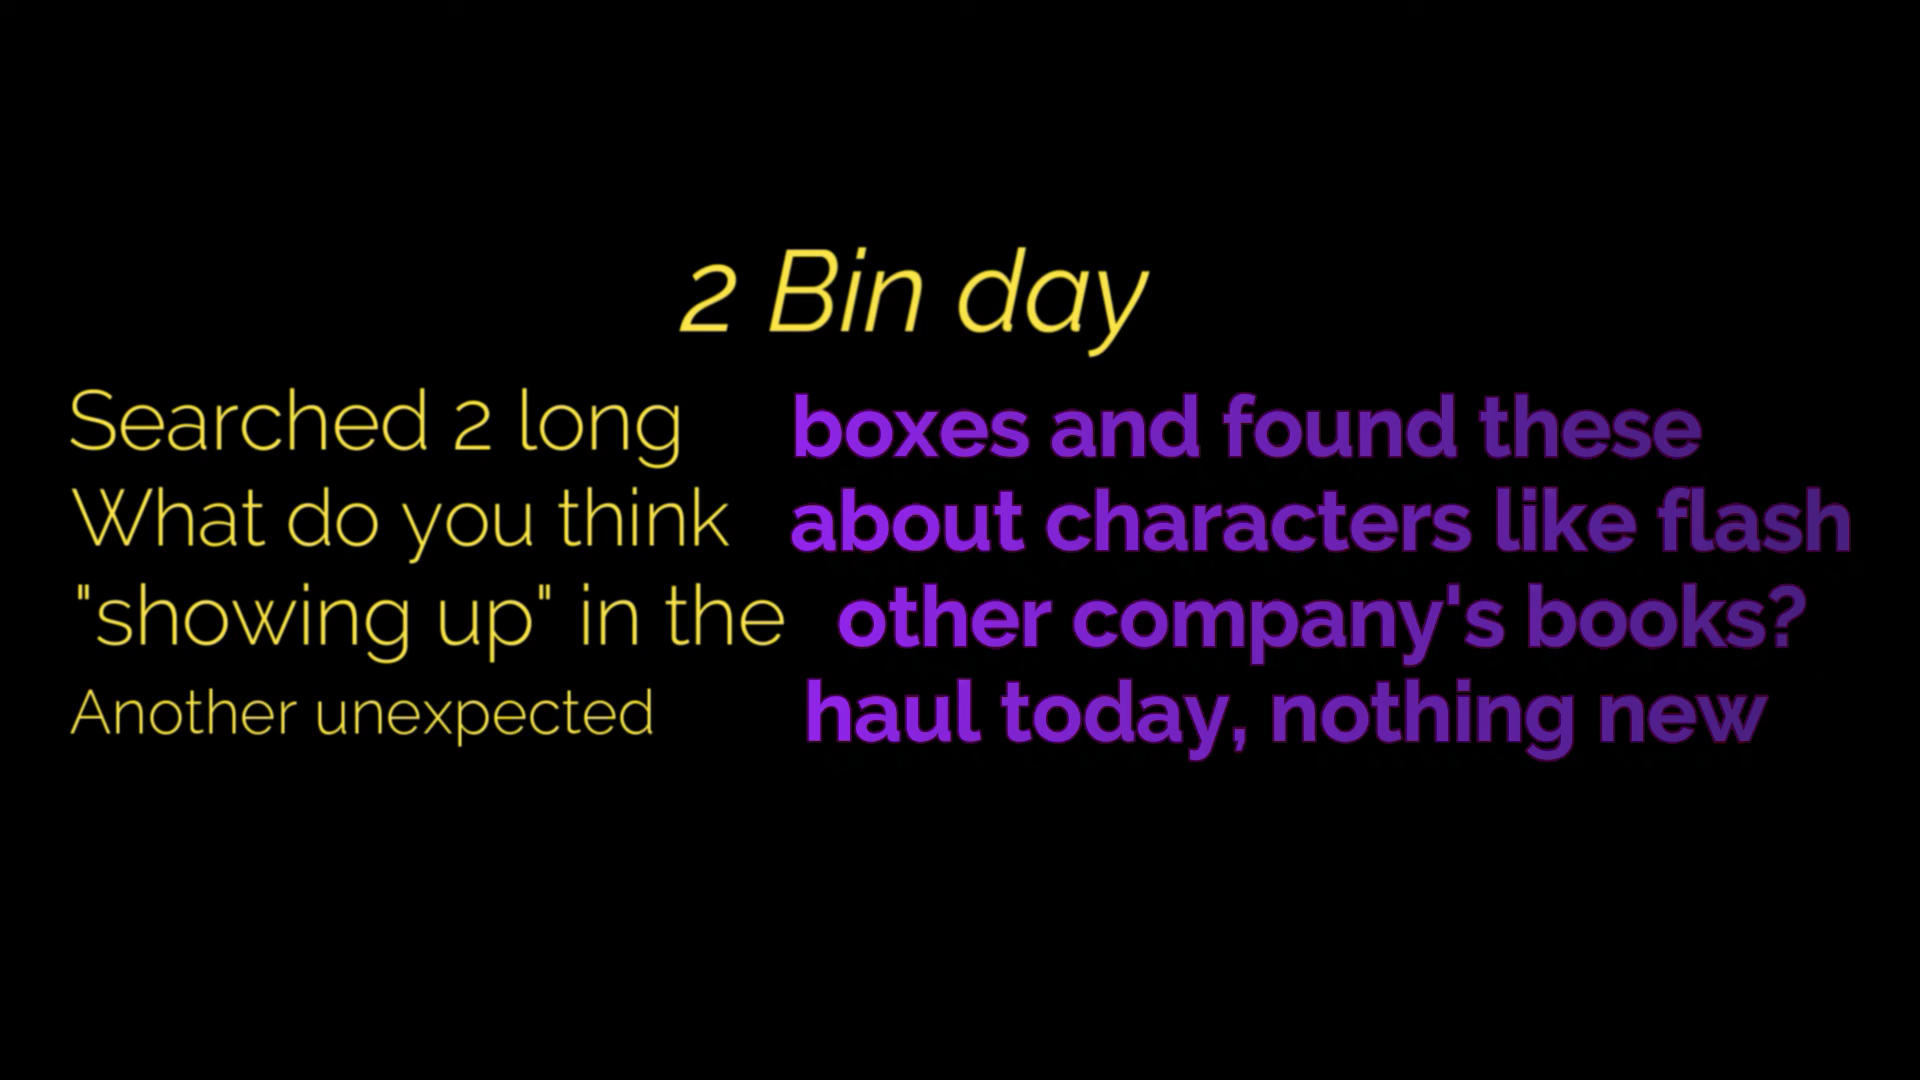 2 Bin day
Searched 2 long boxes and found these
What do you think about characters like flash
"showing up" in the other company's books?
Another unexpected haul today, nothing new